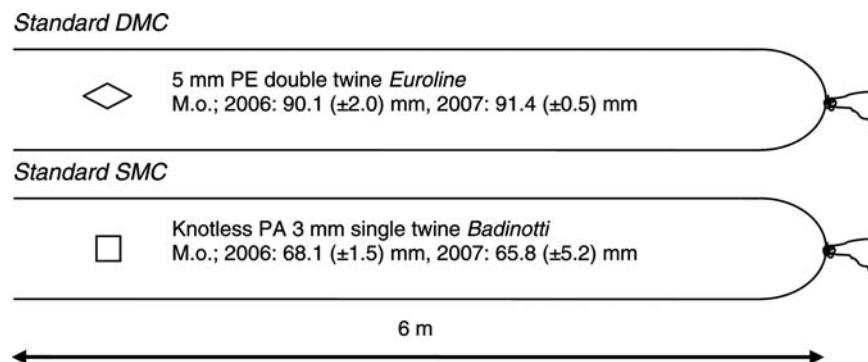 Standard DMC
5 mm PE double twine Euroline
M.o.; 2006: 90.1 (±2.0) mm, 2007: 91.4 (±0.5) mm
Standard SMC
Knotless PA 3 mm single twine Badinotti
M.o.; 2006: 68.1 (±1.5) mm, 2007: 65.8 (±5.2) mm
6 m